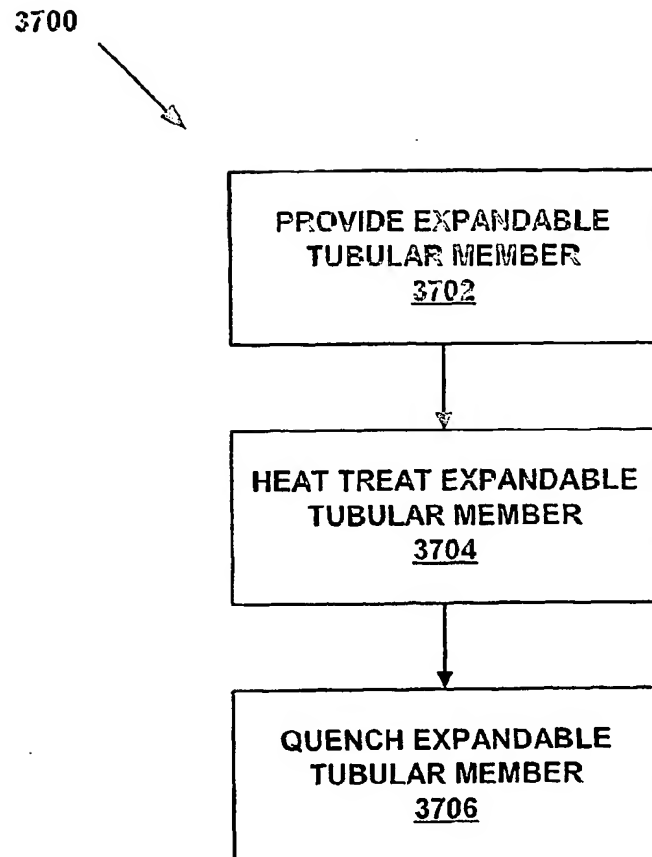 3700
PROVIDE EXPANDABLE
TUBULAR MEMBER
3702
HEAT TREAT EXPANDABLE
TUBULAR MEMBER
3704
QUENCH EXPANDABLE
TUBULAR MEMBER
3706